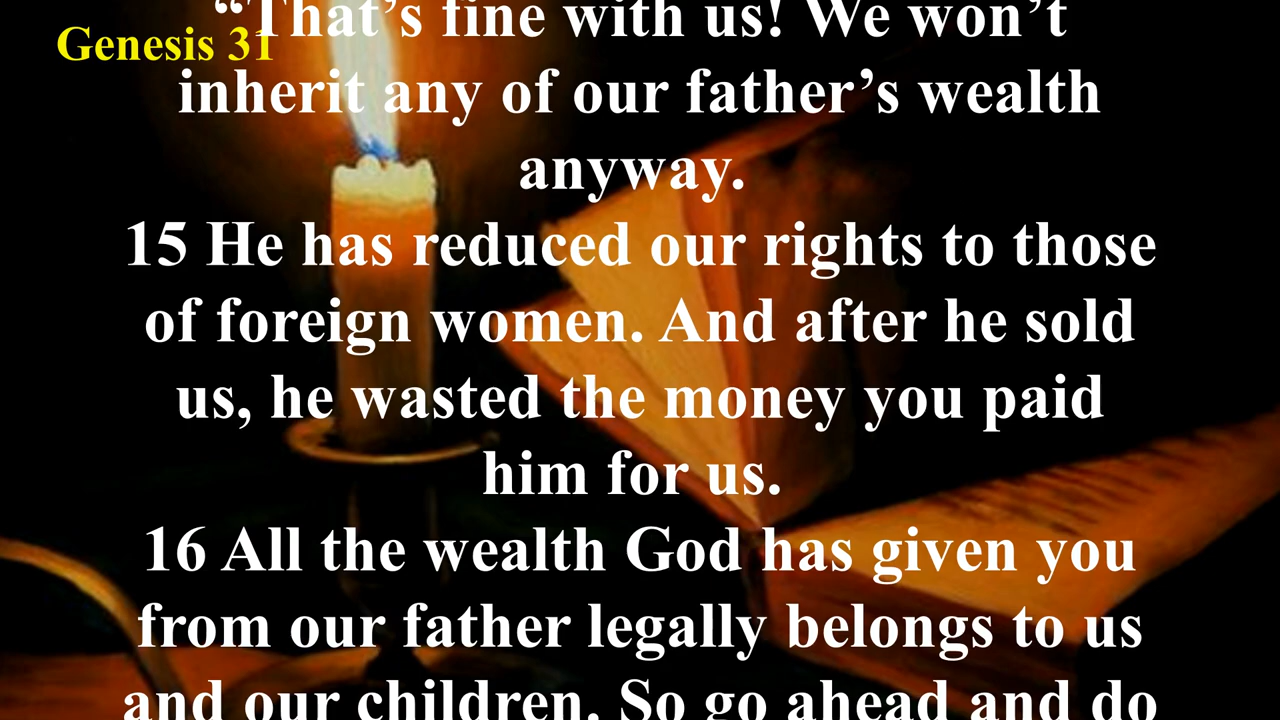 “That’s fine with us! We won’t
Genesis 31
inherit any of our father’s wealth
anyway.
15 He has reduced our rights to those
of foreign women. And after he sold
us, he wasted the money you paid
him for us.
16 All the wealth God has given you
from our father legally belongs to us
and our children. So go ahead and do